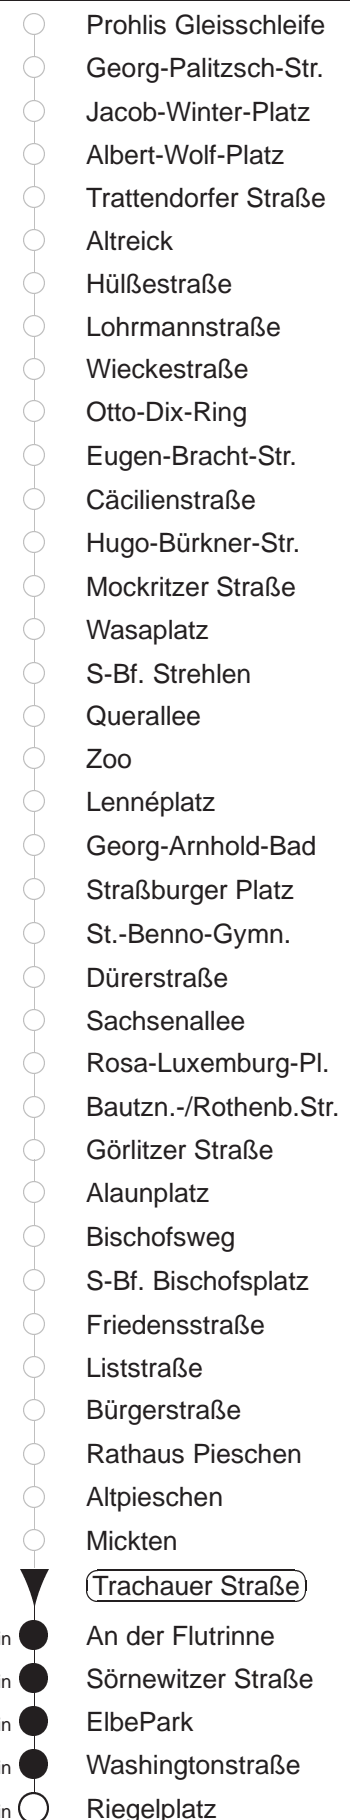 Prohlis Gleisschleife
Georg-Palitzsch-Str.
Jacob-Winter-Platz
Albert-Wolf-Platz
Trattendorfer Straße
Altreick
Hülßestraße
Lohrmannstraße
Wieckestraße
Otto-Dix-Ring
Eugen-Bracht-Str.
Cäcilienstraße
Hugo-Bürkner-Str.
Mockritzer Straße
Wasaplatz
S-Bf. Strehlen
Querallee
Zoo
Lennéplatz
Georg-Arnhold-Bad
Straßburger Platz
St.-Benno-Gymn.
Dürerstraße
Sachsenallee
Rosa-Luxemburg-Pl.
Bautzn.-/Rothenb.Str.
Görlitzer Straße
Alaunplatz
Bischofsweg
S-Bf. Bischofsplatz
Friedensstraße
Liststraße
Bürgerstraße
Rathaus Pieschen
Altpieschen
Mickten
Trachauer Straße
An der Flutrinne
Sörnewitzer Straße
ElbePark
Washingtonstraße
Riegelplatz